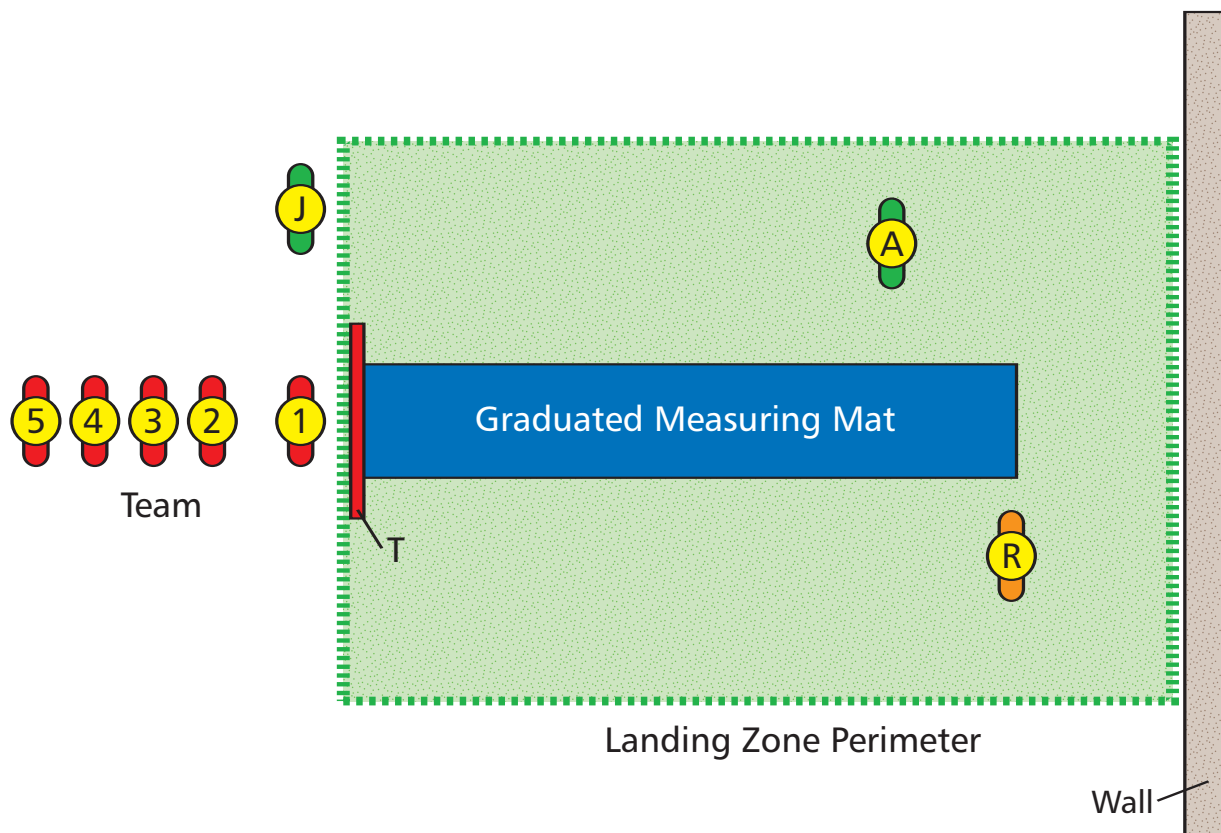 J
A
5 4 3 2 1
Graduated Measuring Mat
Team
T
R
Landing Zone Perimeter
Wall